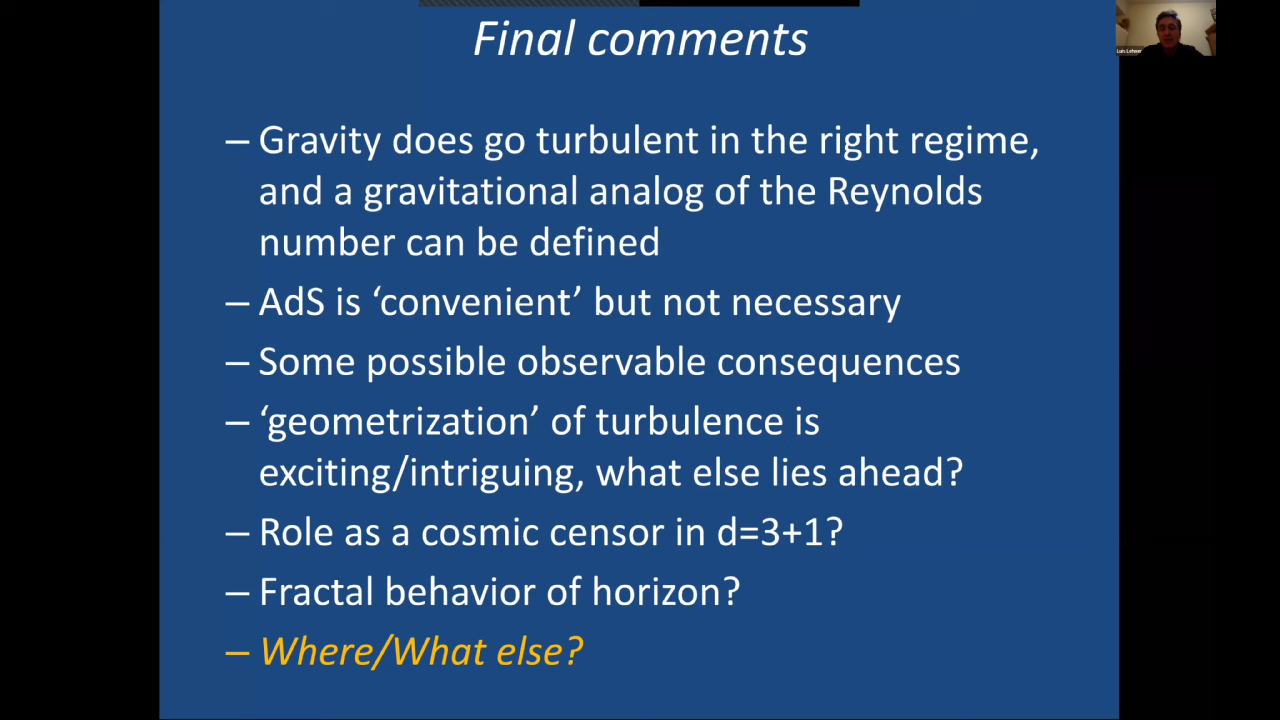 Final comments
– Gravity does go turbulent in the right regime,
and a gravitational analog of the Reynolds
number can be defined
– AdS is ‘convenient’ but not necessary
– Some possible observable consequences
– ‘geometrization’ of turbulence is
exciting/intriguing, what else lies ahead?
– Role as a cosmic censor in d=3+1?
– Fractal behavior of horizon?
– Where/What else?
Luis Lehner